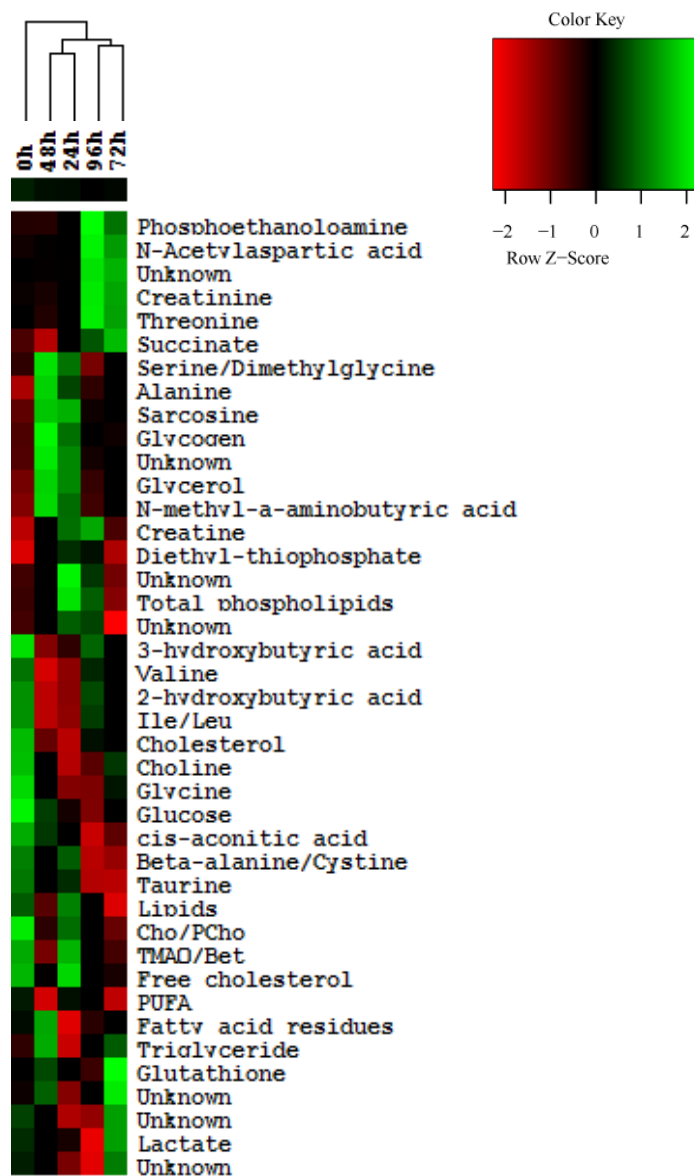 Color Key
−2 −1 0 1 2
Row Z−Score
0h 48h 24h 96h 72h
Phosphoethanoloamine
N-Acetylaspartic acid
Unknown
Creatinine
Threonine
Succinate
Serine/Dimethylglycine
Alanine
Sarcosine
Glycogen
Unknown
Glycerol
N-methyl-a-aminobutyric acid
Creatine
Diethyl-thiophosphate
Unknown
Total phospholipids
Unknown
3-hydroxybutyric acid
Valine
2-hydroxybutyric acid
Ile/Leu
Cholesterol
Choline
Glycine
Glucose
cis-aconitic acid
Beta-alanine/Cystine
Taurine
Lipids
Cho/PCho
TMAO/Bet
Free cholesterol
PUFA
Fatty acid residues
Triglyceride
Glutathione
Unknown
Unknown
Lactate
Unknown